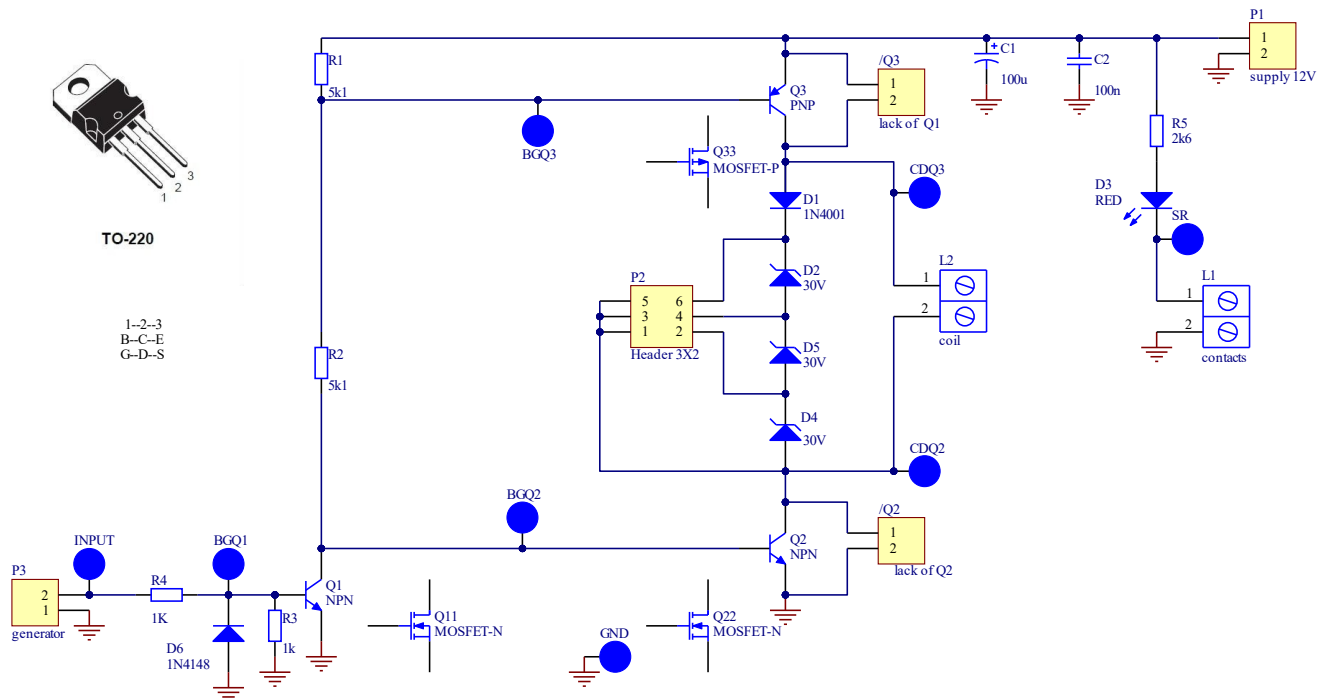 P1
1
2
supply 12V
R1
5k1
/Q3
1
2
lack of Q1
Q3
PNP
C1
+
100u
C2
100n
BGQ3
R5
2k6
3
2
1
TO-220
Q33
MOSFET-P
D1
1N4001
CDQ3
D3
RED
SR
1--2--3
B--C--E
G--D--S
P2
5 6
3 4
1 2
Header 3X2
D2
30V
L2
1
2
coil
L1
1
2
contacts
R2
5k1
D5
30V
D4
30V
CDQ2
BGQ2
/Q2
1
2
lack of Q2
Q2
NPN
INPUT
BGQ1
P3
2
1
generator
R4
1K
Q1
NPN
R3
1k
D6
1N4148
Q11
MOSFET-N
GND
Q22
MOSFET-N